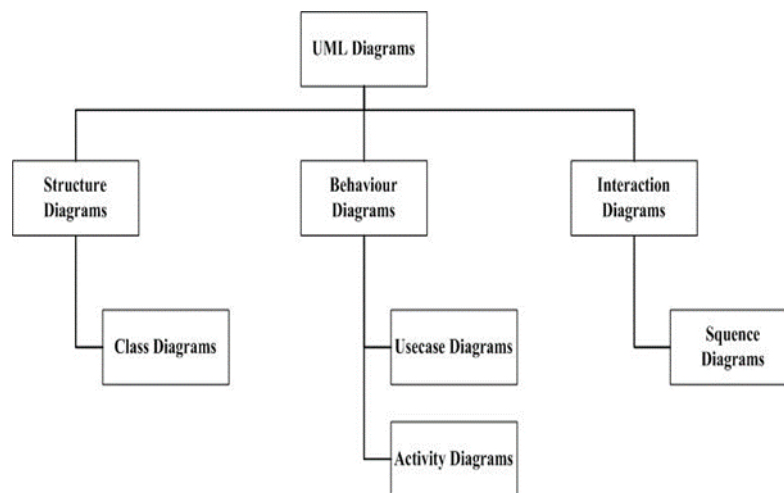 UML Diagrams
Structure
Diagrams
Behaviour
Diagrams
Interaction
Diagrams
Class Diagrams
Usecase Diagrams
Squence
Diagrams
Activity Diagrams